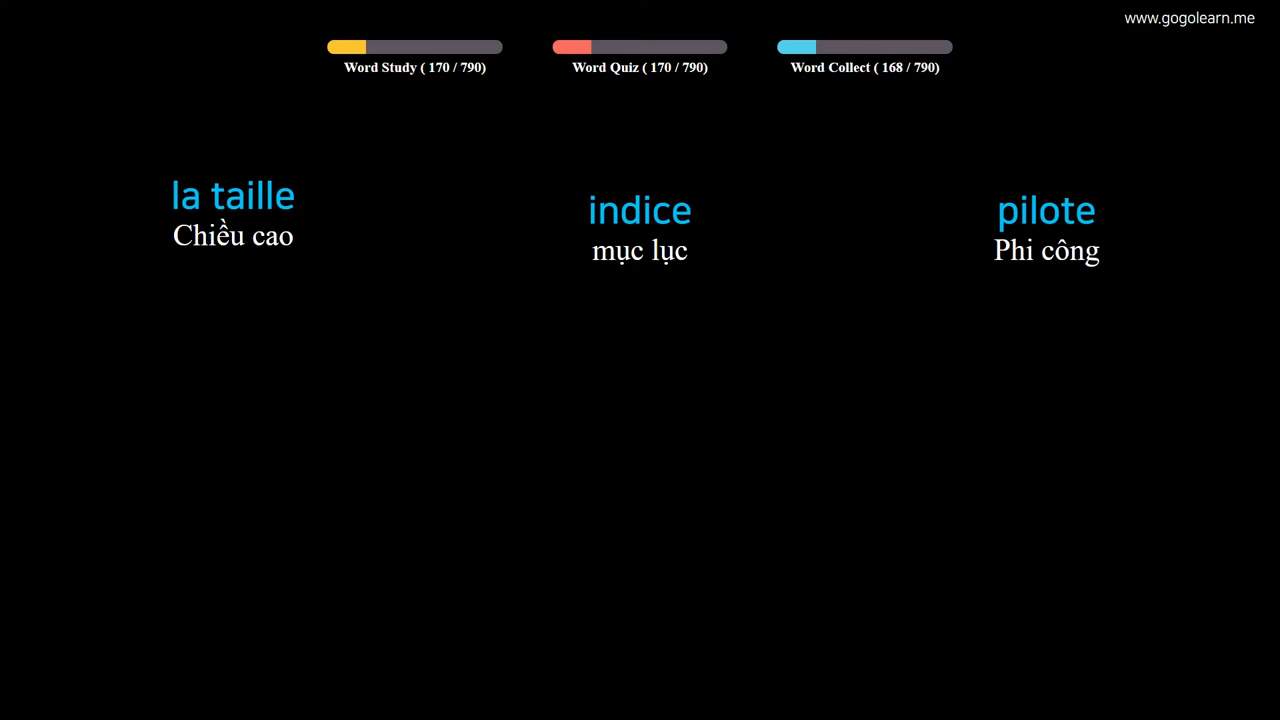 www.gogolearn.me
Word Study ( 170 / 790)
Word Quiz ( 170 / 790)
Word Collect ( 168 / 790)
la taille
Chiều cao
indice
mục lục
pilote
Phi công